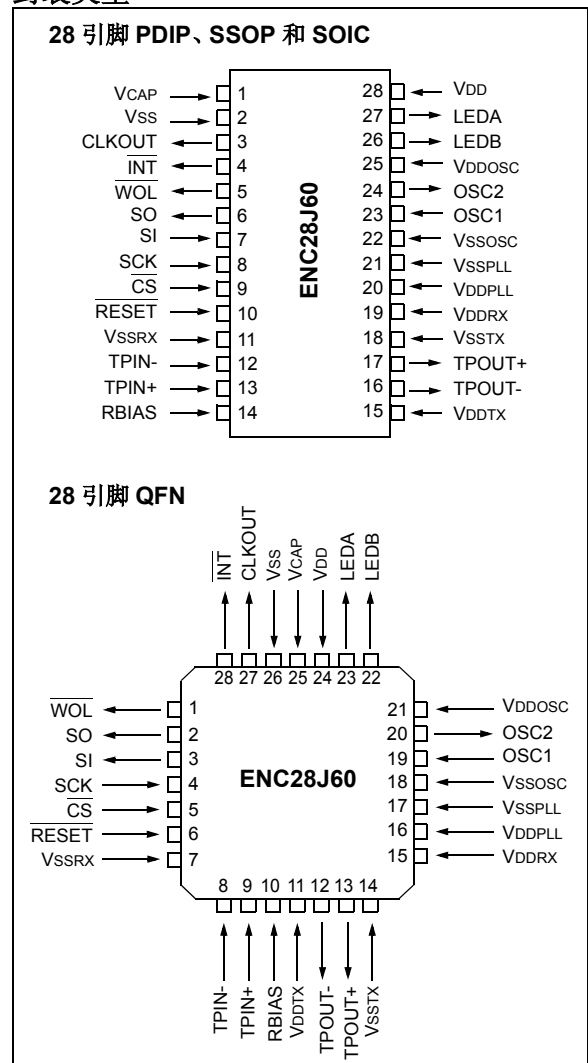 28 引脚 PDIP、SSOP 和 SOIC
VCAP 1 28 VDD
VSS 2 27 LEDA
CLKOUT 3 26 LEDB
INT 4 25 VDDOSC
WOL 5 24 OSC2
SO 6 23 OSC1
SI 7 22 VSSOSC
SCK 8 21 VSSPLL
CS 9 20 VDDPLL
RESET 10 19 VDDRX
VSSRX 11 18 VSSTX
TPIN- 12 17 TPOUT+
TPIN+ 13 16 TPOUT-
RBIAS 14 15 VDDTX
ENC28J60
28 引脚 QFN
INT CLKOUT VSS VCAP VDD LEDA LEDB
28 27 26 25 24 23 22
WOL 1 21 VDDOSC
SO 2 20 OSC2
SI 3 19 OSC1
SCK 4 18 VSSOSC
CS 5 17 VSSPLL
RESET 6 16 VDDPLL
VSSRX 7 15 VDDRX
ENC28J60
8 9 10 11 12 13 14
TPIN- TPIN+ RBIAS VDDTX TPOUT- TPOUT+ VSSTX